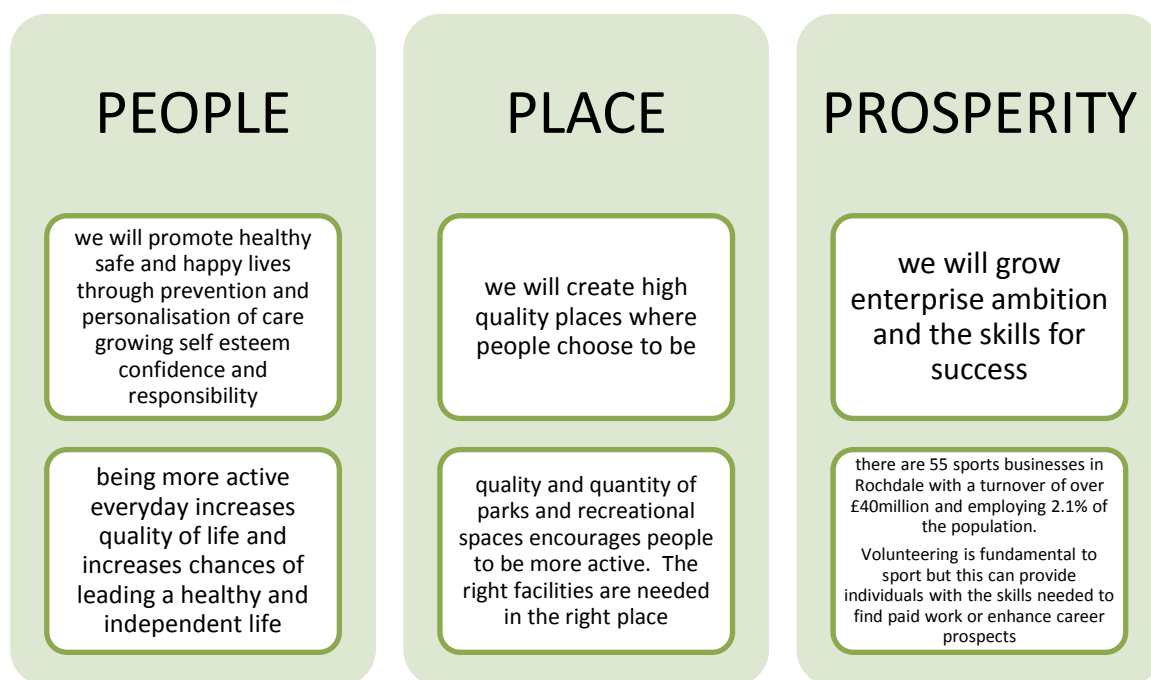 PEOPLE
we will promote healthy
safe and happy lives
through prevention and
personalisation of care
growing self esteem
confidence and
responsibility
being more active
everyday increases
quality of life and
increases chances of
leading a healthy and
independent life
PLACE
we will create high
quality places where
people choose to be
quality and quantity of
parks and recreational
spaces encourages people
to be more active.  The
right facilities are needed
in the right place
PROSPERITY
we will grow
enterprise ambition
and the skills for
success
there are 55 sports businesses in
Rochdale with a turnover of over
£40million and employing 2.1% of
the population.
Volunteering is fundamental to
sport but this can provide
individuals with the skills needed to
find paid work or enhance career
prospects